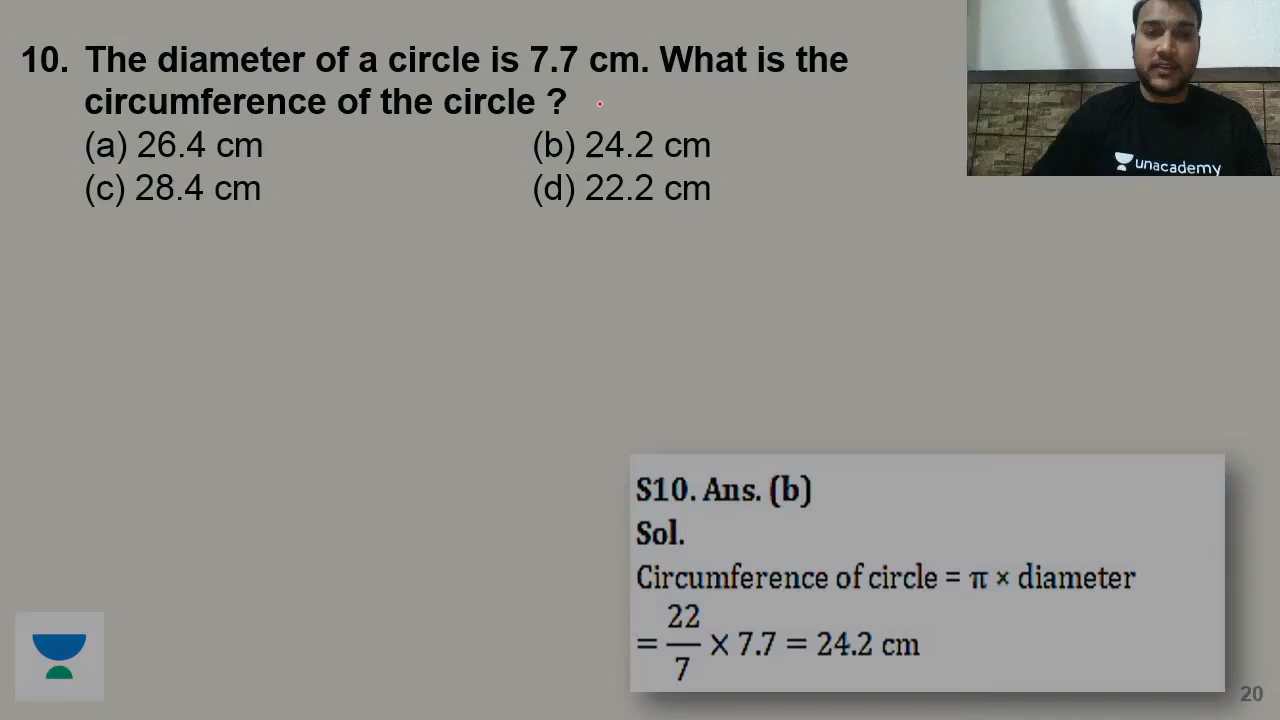 10. The diameter of a circle is 7.7 cm. What is the
circumference of the circle ?
(a) 26.4 cm (b) 24.2 cm
(c) 28.4 cm (d) 22.2 cm
unacademy
S10. Ans. (b)
Sol.
Circumference of circle = π × diameter
= 22/7 × 7.7 = 24.2 cm
20